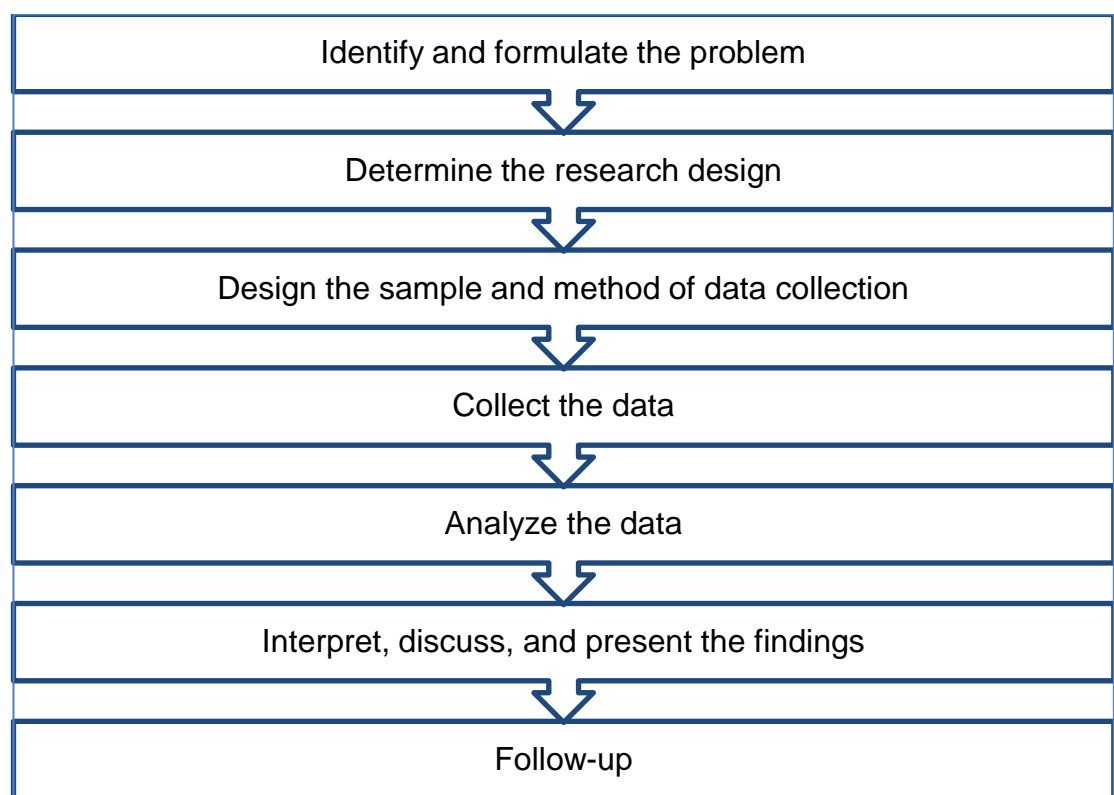 Identify and formulate the problem
Determine the research design
Design the sample and method of data collection
Collect the data
Analyze the data
Interpret, discuss, and present the findings
Follow-up